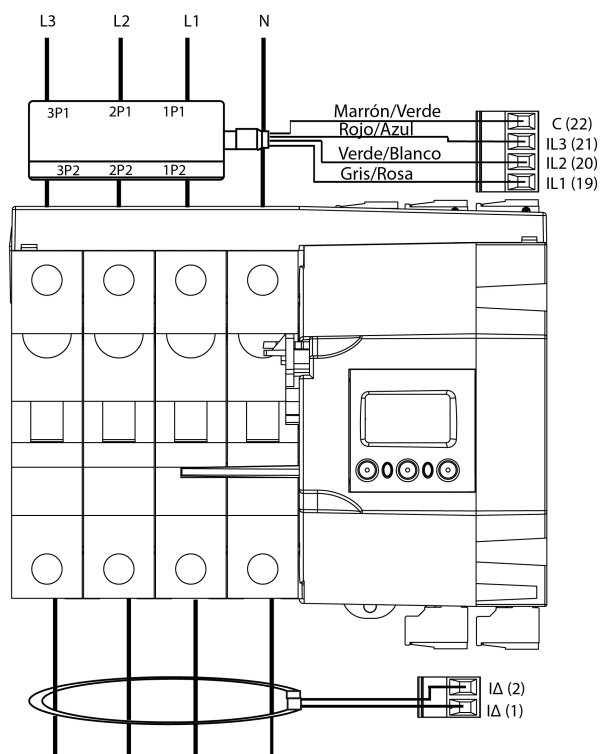 L3 L2 L1 N
3P1 2P1 1P1
3P2 2P2 1P2
Marrón/Verde
Rojo/Azul
Verde/Blanco
Gris/Rosa
C (22)
IL3 (21)
IL2 (20)
IL1 (19)
IΔ (2)
IΔ (1)